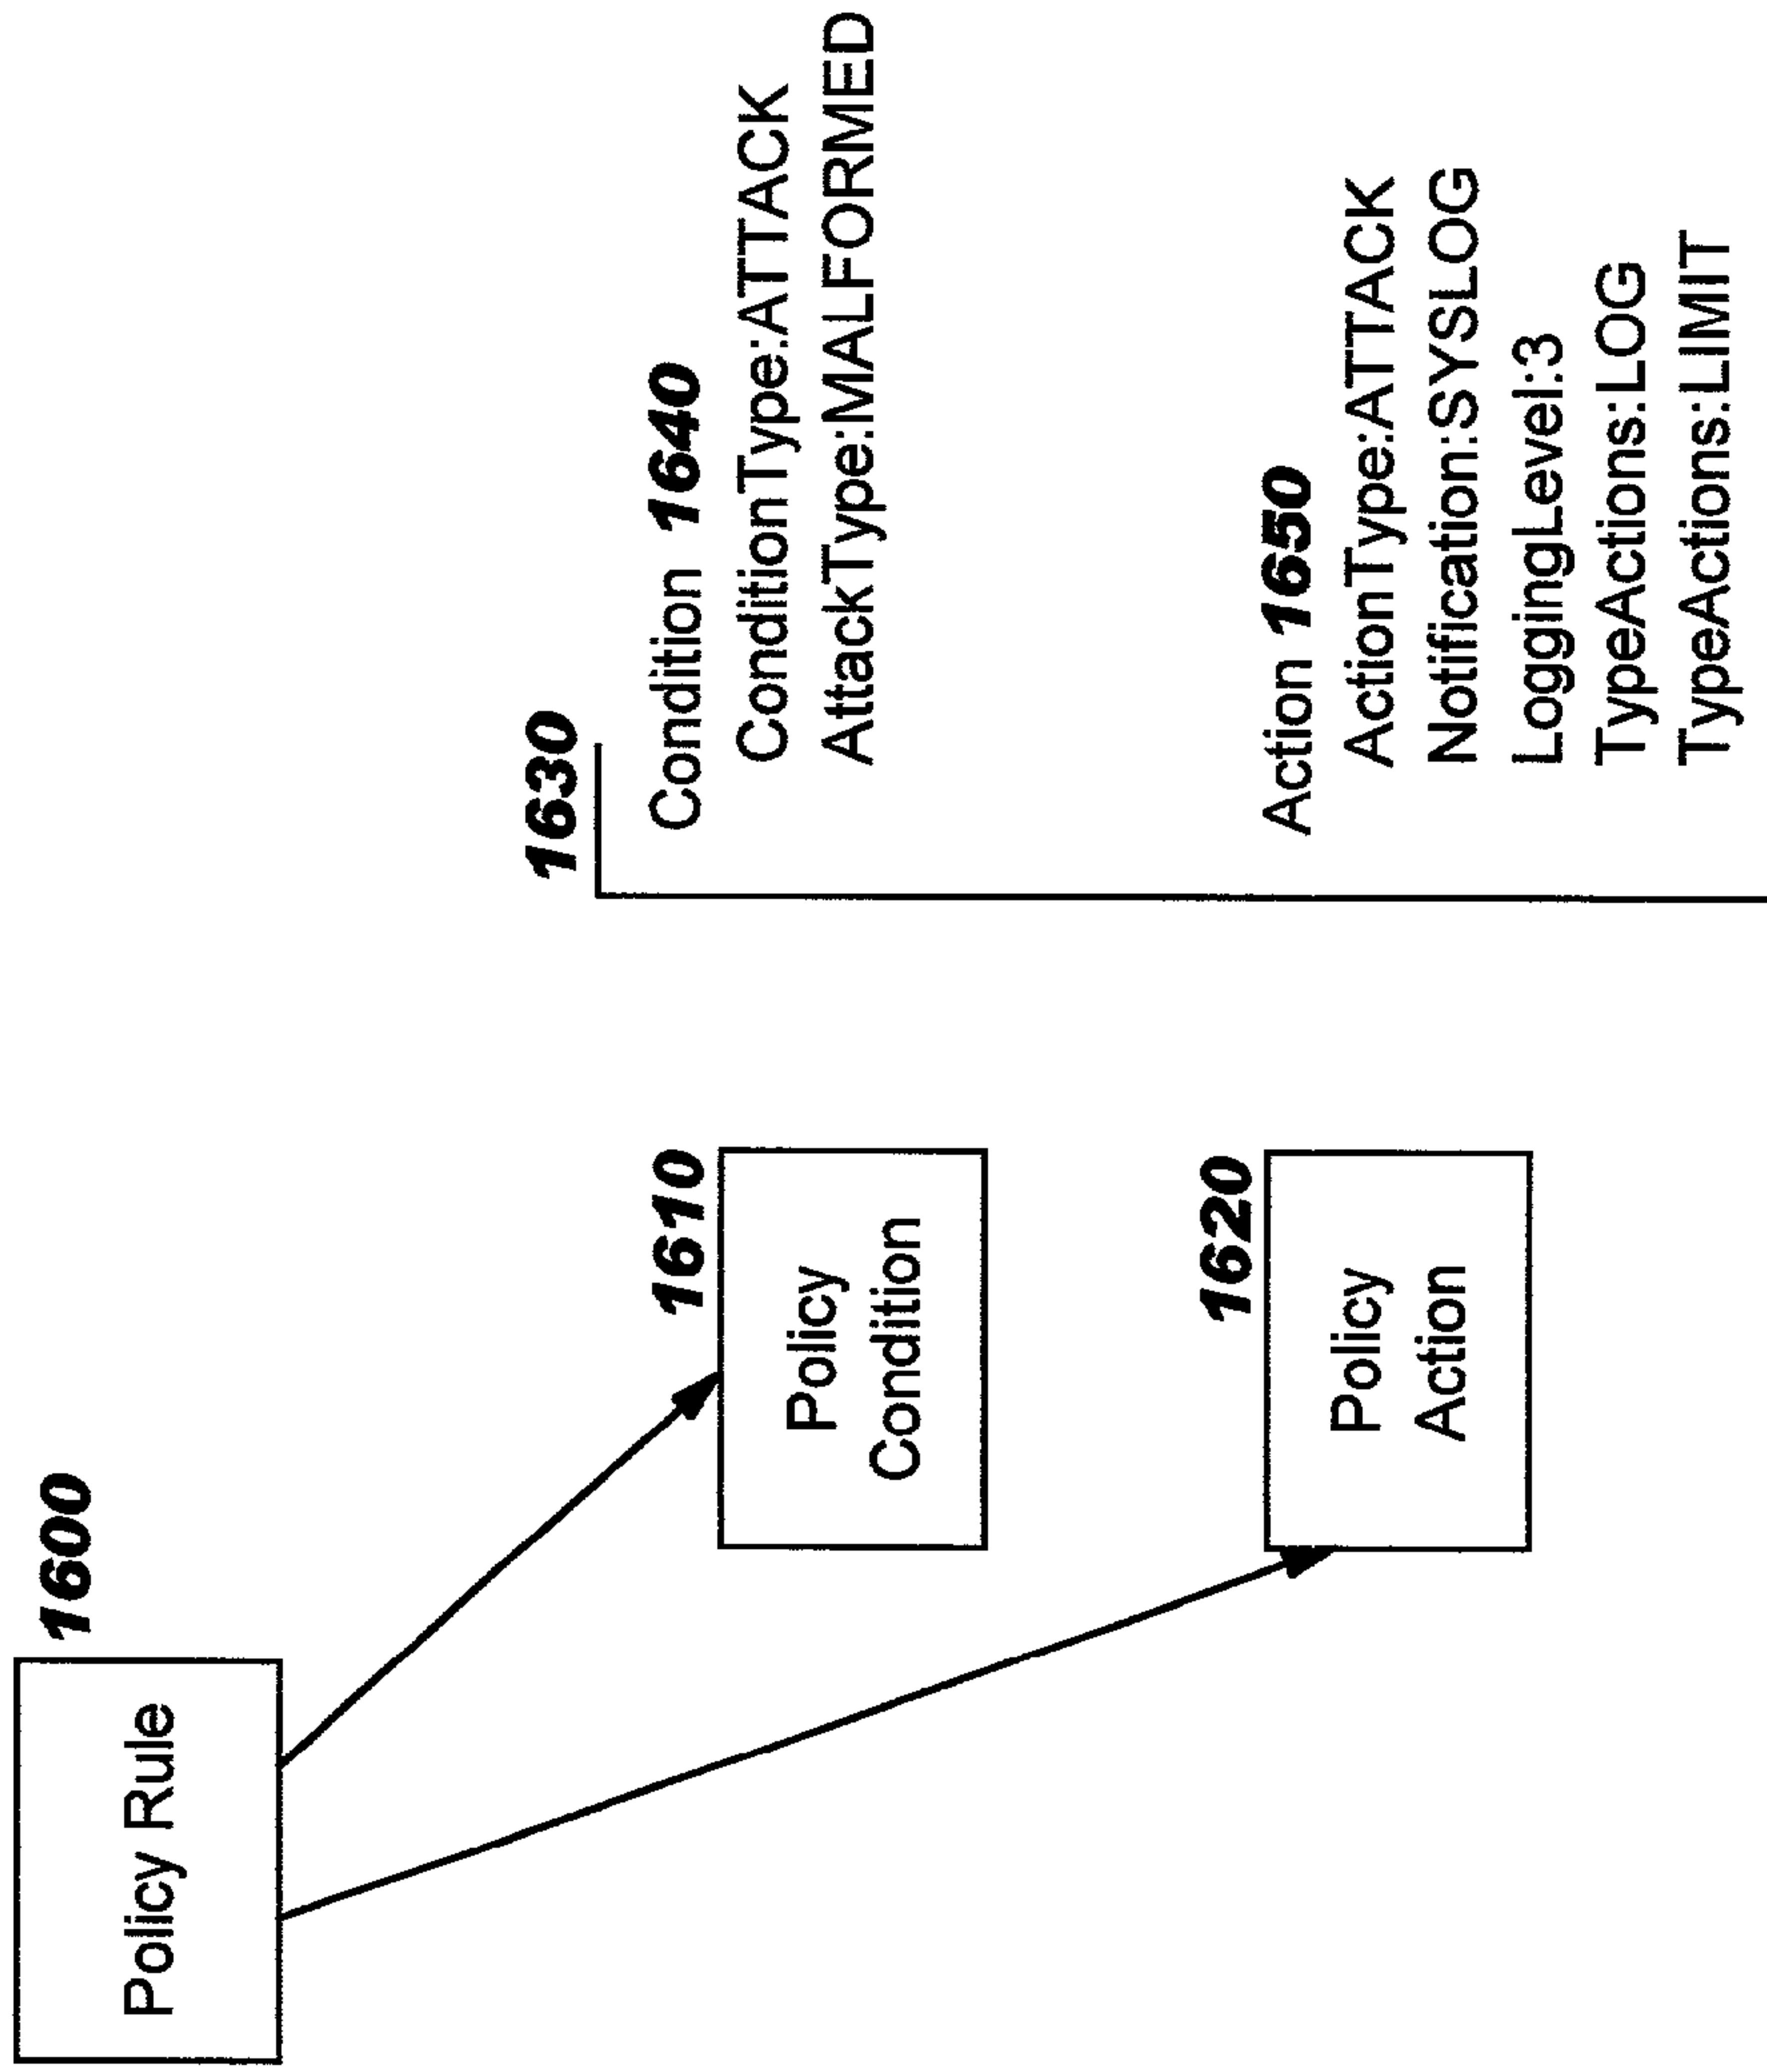 1600
Policy Rule
1610
Policy
Condition
1620
Policy
Action
1630
Condition 1640
ConditionType:ATTACK
AttackType:MALFORMED
Action 1650
ActionType:ATTACK
Notification:SYSLOG
LoggingLevel:3
TypeActions:LOG
TypeActions:LIMIT